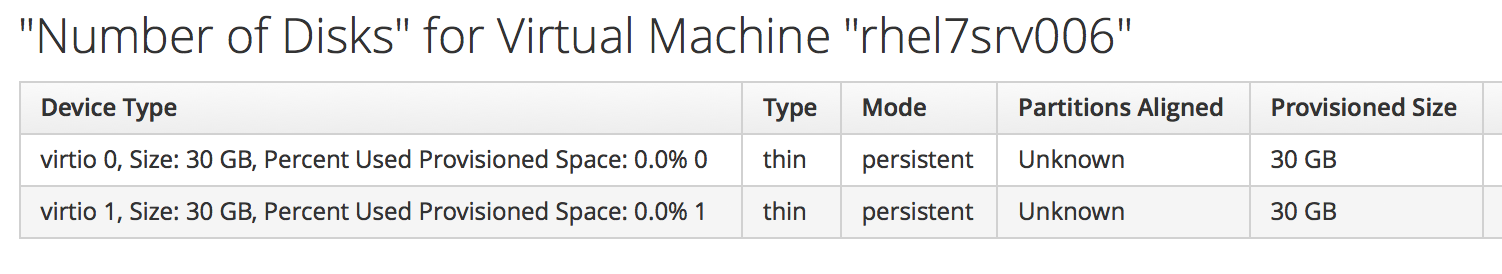 "Number of Disks" for Virtual Machine "rhel7srv006"
Device Type Type Mode Partitions Aligned Provisioned Size
virtio 0, Size: 30 GB, Percent Used Provisioned Space: 0.0% 0 thin persistent Unknown 30 GB
virtio 1, Size: 30 GB, Percent Used Provisioned Space: 0.0% 1 thin persistent Unknown 30 GB